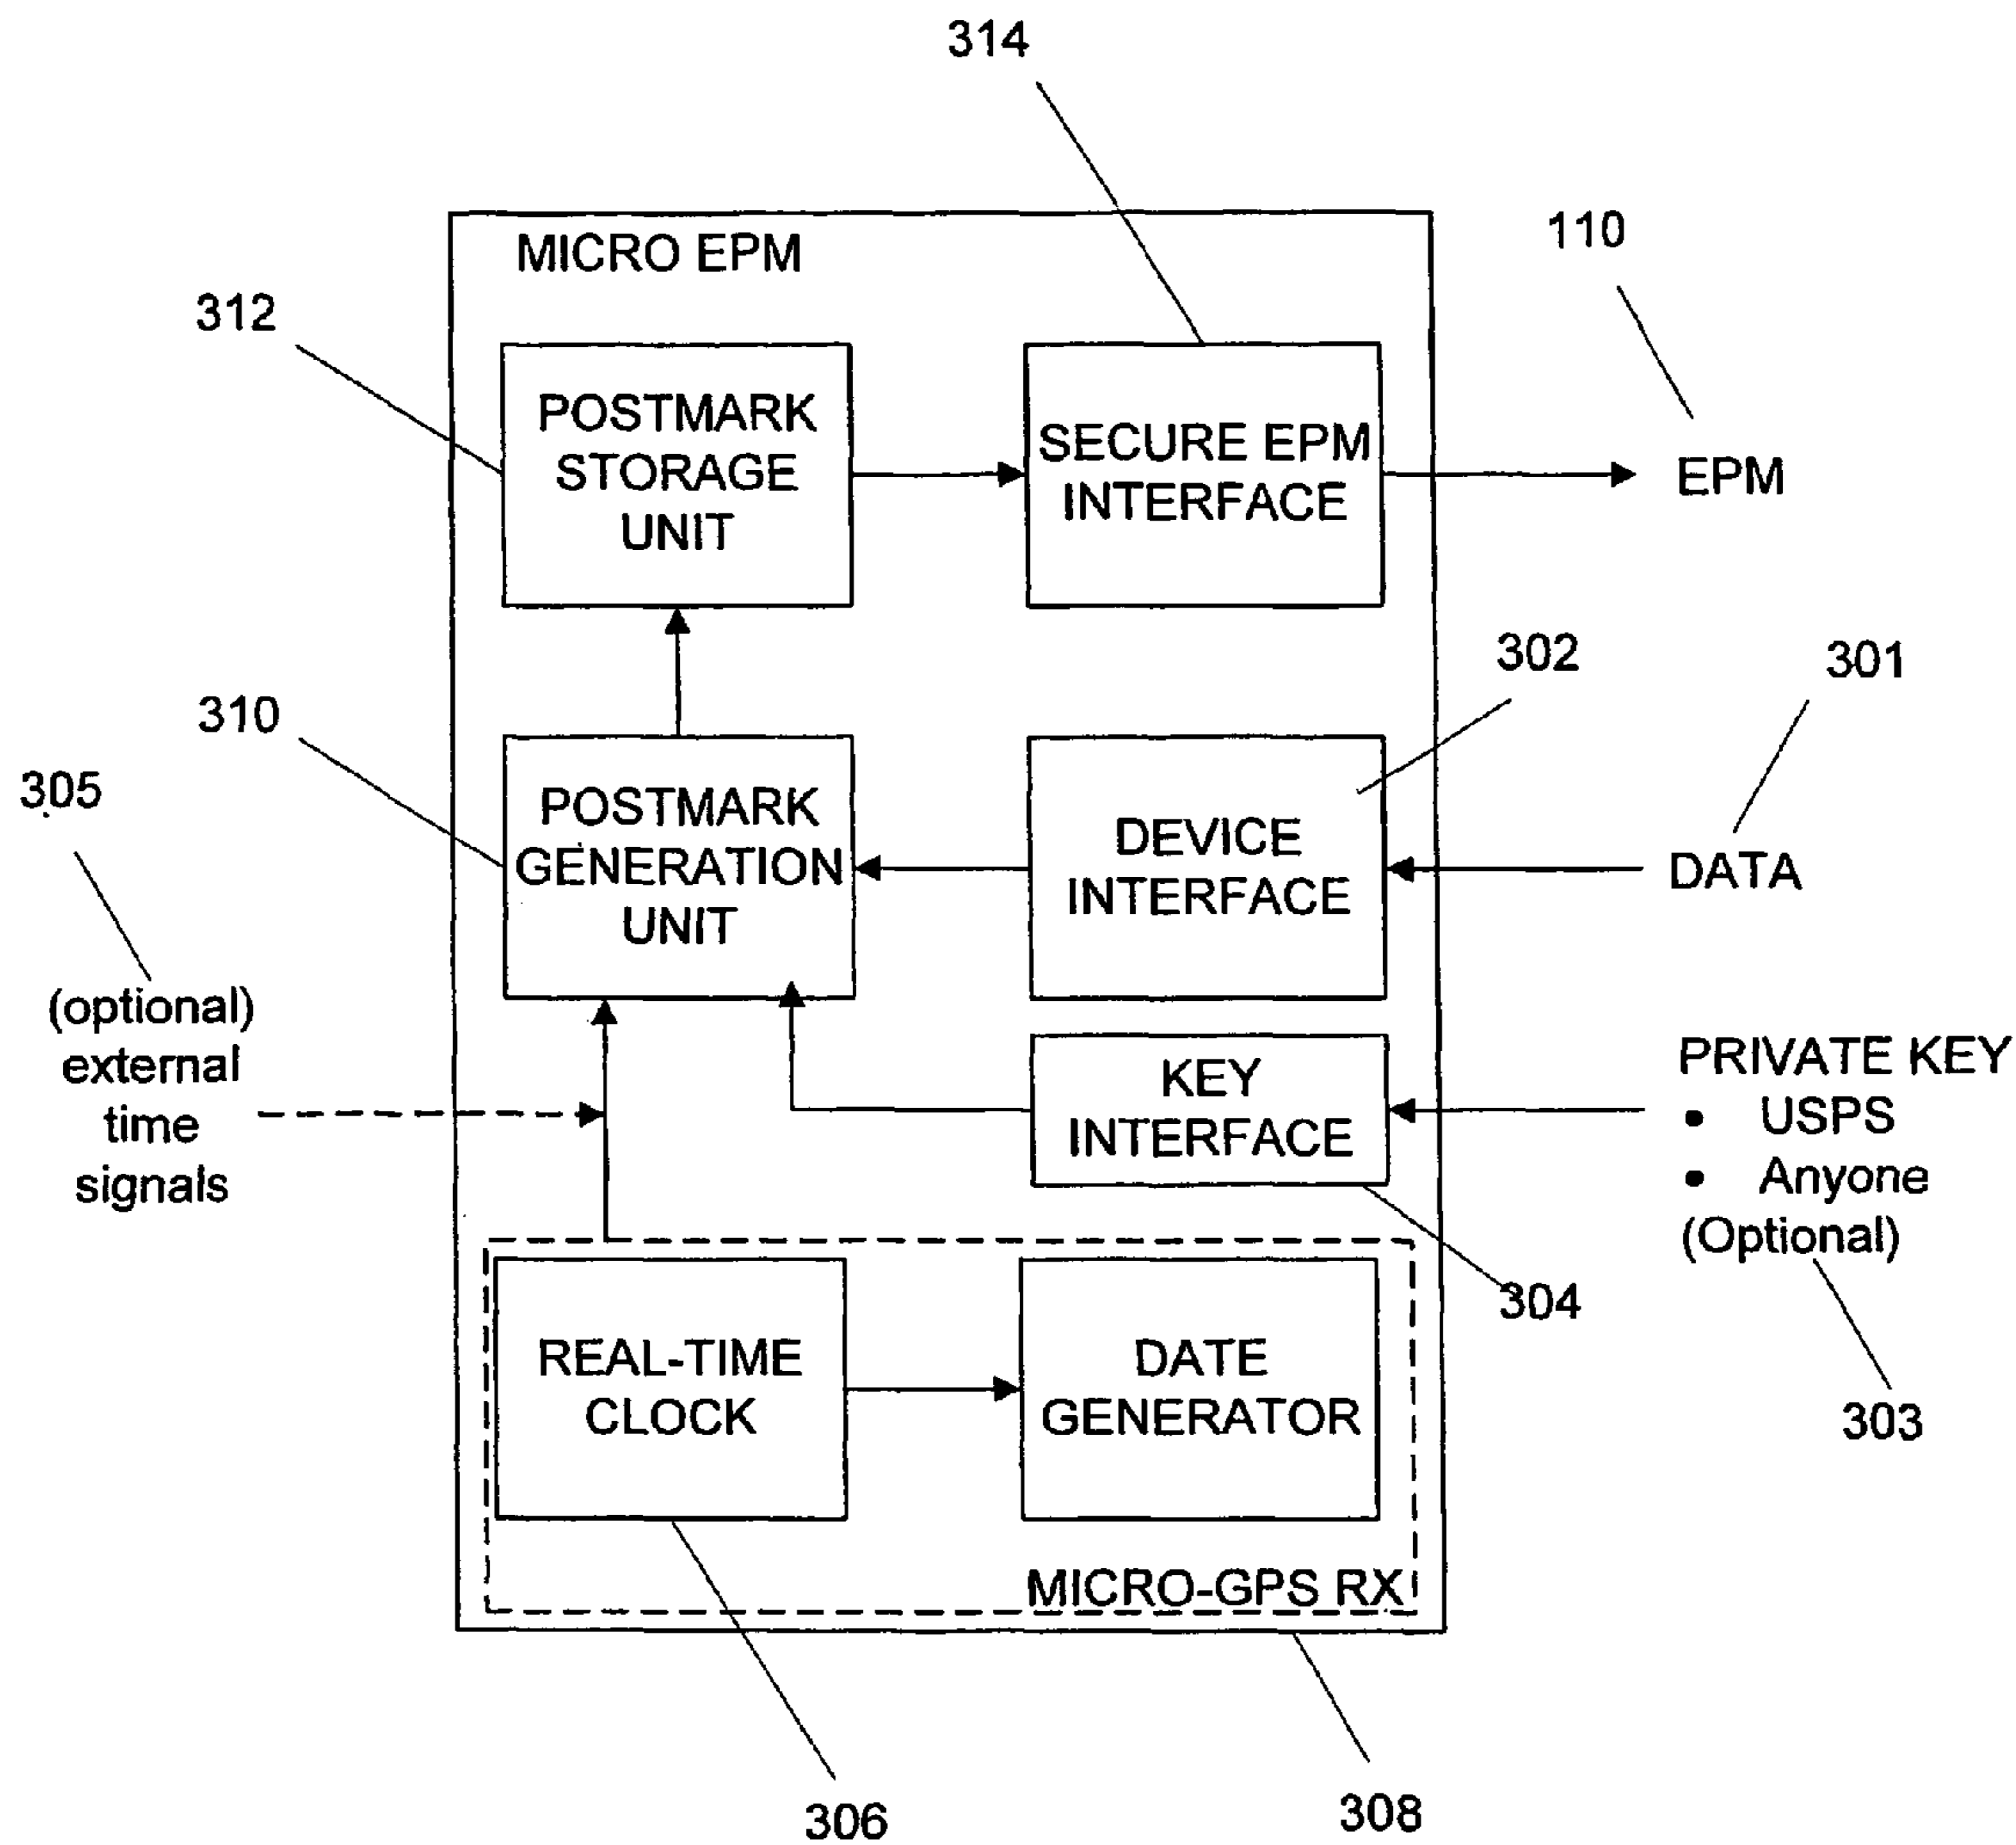 314
110
MICRO EPM
312
POSTMARK
STORAGE
UNIT
SECURE EPM
INTERFACE
EPM
302
301
310
305
POSTMARK
GENERATION
UNIT
DEVICE
INTERFACE
DATA
(optional)
external
time
signals
KEY
INTERFACE
PRIVATE KEY
• USPS
• Anyone
(Optional)
304
REAL-TIME
CLOCK
DATE
GENERATOR
303
MICRO-GPS RX
306
308